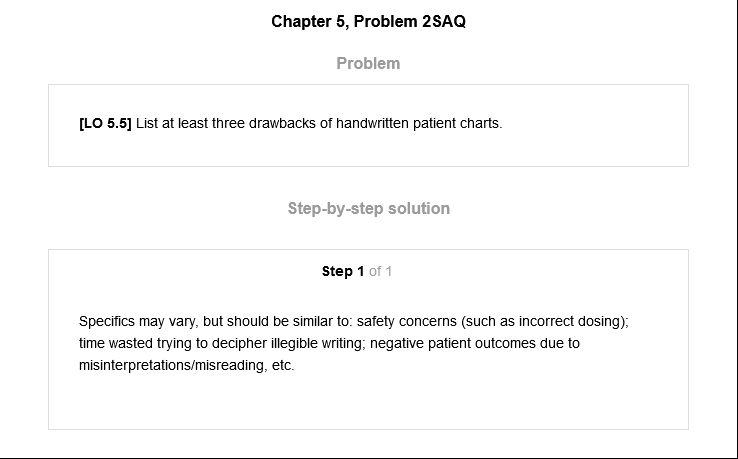 Chapter 5, Problem 2SAQ
Problem
[LO 5.5] List at least three drawbacks of handwritten patient charts.
Step-by-step solution
Step 1 of 1
Specifics may vary, but should be similar to: safety concerns (such as incorrect dosing);
time wasted trying to decipher illegible writing; negative patient outcomes due to
misinterpretations/misreading, etc.